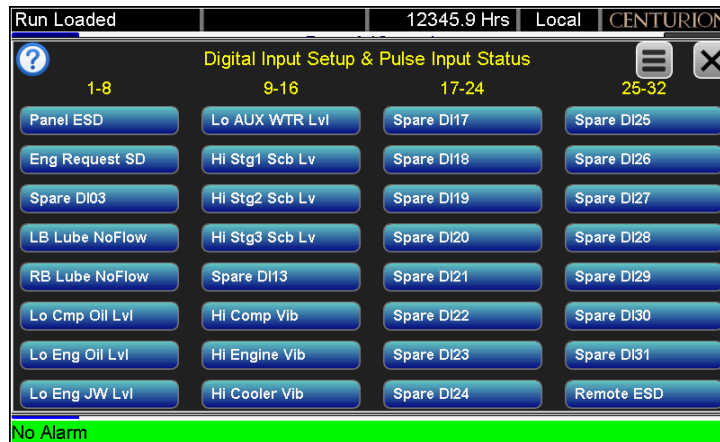 Run Loaded 12345.9 Hrs Local CENTURION
? Digital Input Setup & Pulse Input Status
1-8 9-16 17-24 25-32
Panel ESD Lo AUX WTR Lvl Spare DI17 Spare DI25
Eng Request SD Hi Stg1 Scb Lv Spare DI18 Spare DI26
Spare DI03 Hi Stg2 Scb Lv Spare DI19 Spare DI27
LB Lube NoFlow Hi Stg3 Scb Lv Spare DI20 Spare DI28
RB Lube NoFlow Spare DI13 Spare DI21 Spare DI29
Lo Cmp Oil Lvl Hi Comp Vib Spare DI22 Spare DI30
Lo Eng Oil Lvl Hi Engine Vib Spare DI23 Spare DI31
Lo Eng JW Lvl Hi Cooler Vib Spare DI24 Remote ESD
No Alarm